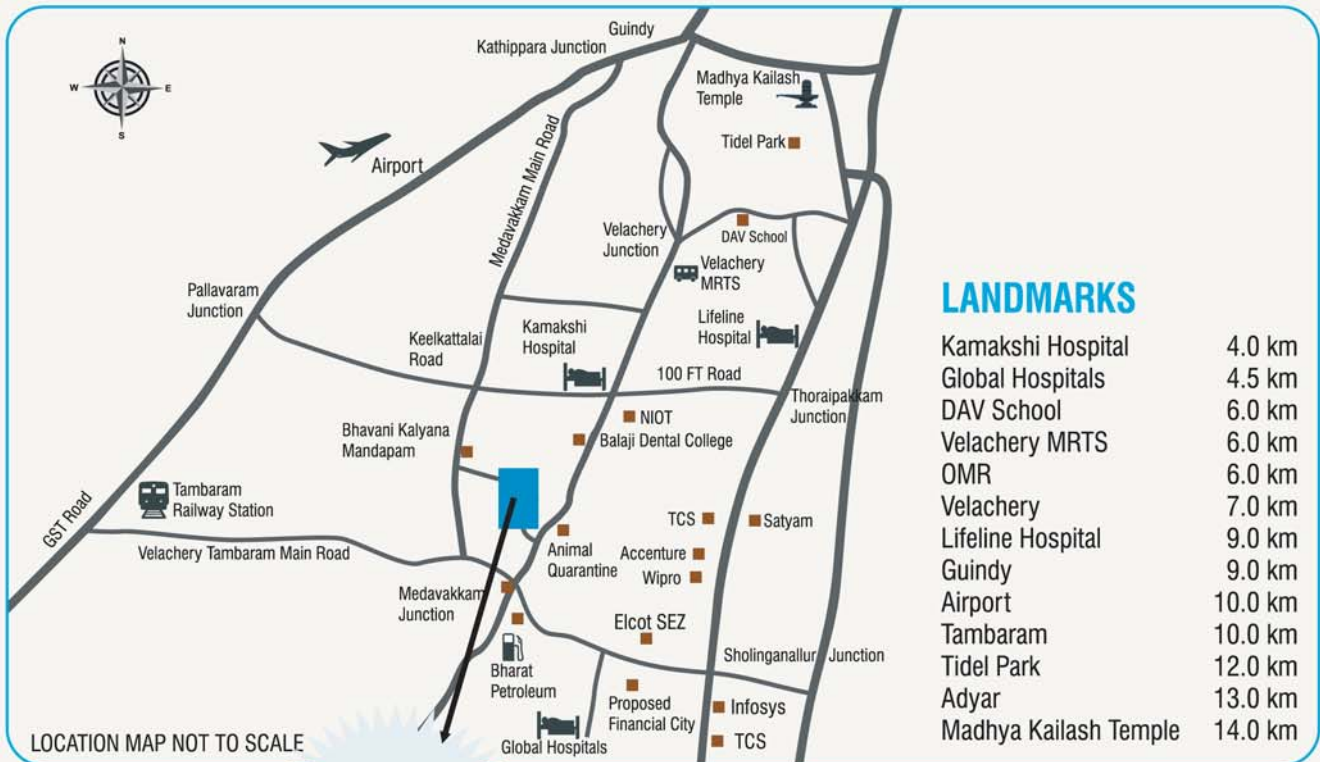 N
W
E
S
Guindy
Kathippara Junction
Madhya Kailash
Temple
Tidel Park
Airport
Medavakkam Main Road
Velachery
Junction
DAV School
Velachery
MRTS
Pallavaram
Junction
Keelkattalai
Road
Kamakshi
Hospital
Lifeline
Hospital
100 FT Road
Thoraipakkam
Junction
NIOT
Balaji Dental College
Bhavani Kalyana
Mandapam
Tambaram
Railway Station
GST Road
Velachery Tambaram Main Road
TCS
Satyam
Animal
Quarantine
Accenture
Wipro
Medavakkam
Junction
Elcot SEZ
Sholinganallur Junction
Bharat
Petroleum
Proposed
Financial City
Infosys
TCS
Global Hospitals
LOCATION MAP NOT TO SCALE
LANDMARKS
Kamakshi Hospital 4.0 km
Global Hospitals 4.5 km
DAV School 6.0 km
Velachery MRTS 6.0 km
OMR 6.0 km
Velachery 7.0 km
Lifeline Hospital 9.0 km
Guindy 9.0 km
Airport 10.0 km
Tambaram 10.0 km
Tidel Park 12.0 km
Adyar 13.0 km
Madhya Kailash Temple 14.0 km